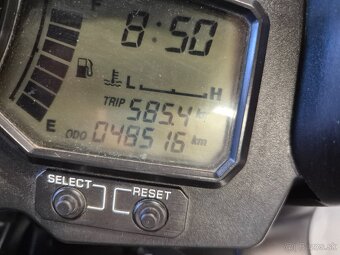 F
8:50
L H
TRIP 585.4
E ODO 048516 km
SELECT RESET